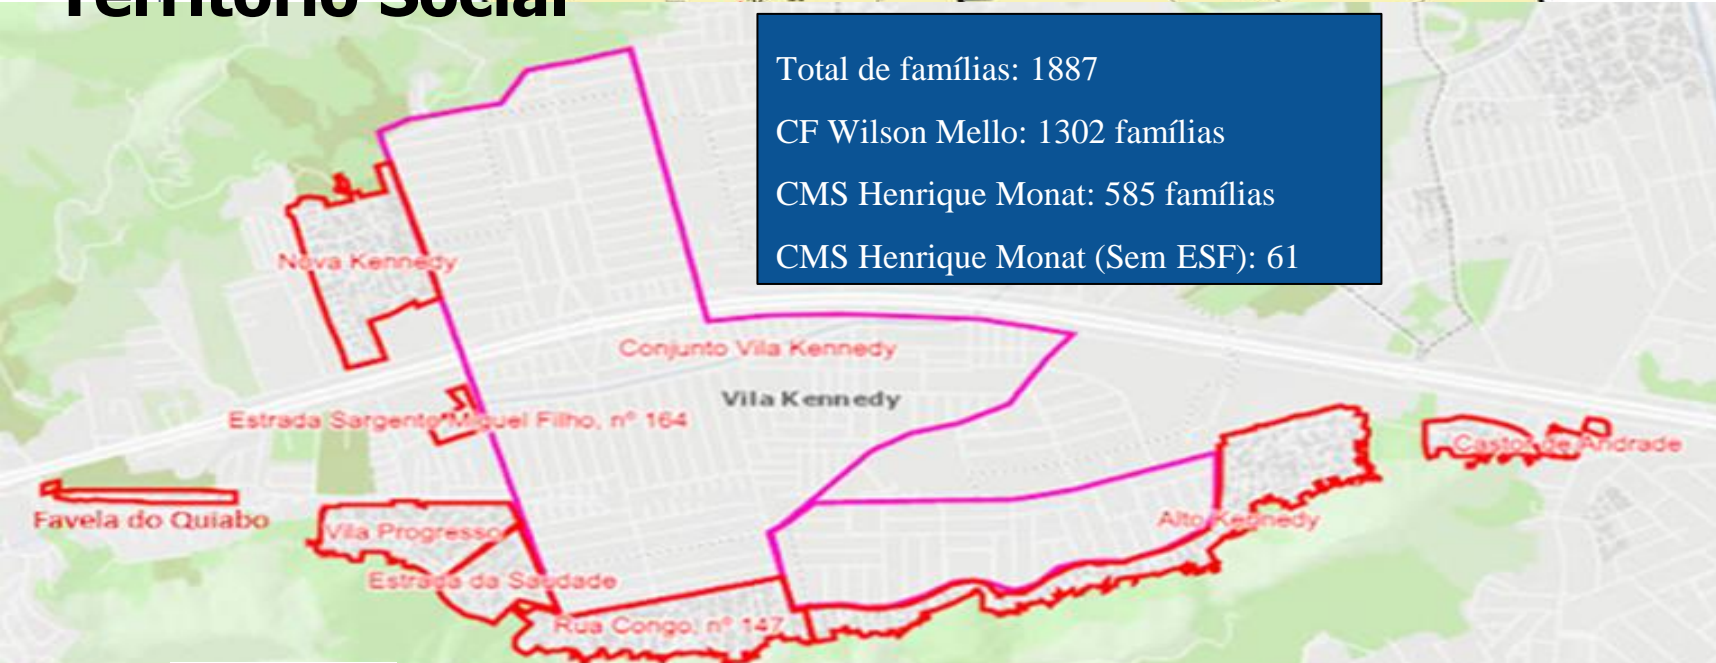 Território Social
Total de famílias: 1887
CF Wilson Mello: 1302 famílias
CMS Henrique Monat: 585 famílias
CMS Henrique Monat (Sem ESF): 61
Nova Kennedy
Conjunto Vila Kennedy
Vila Kennedy
Estrada Sargento Miguel Filho, nº 164
Castor de Andrade
Favela do Quiabo
Alto Kennedy
Vila Progresso
Estrada da Saudade
Rua Congo, nº 147